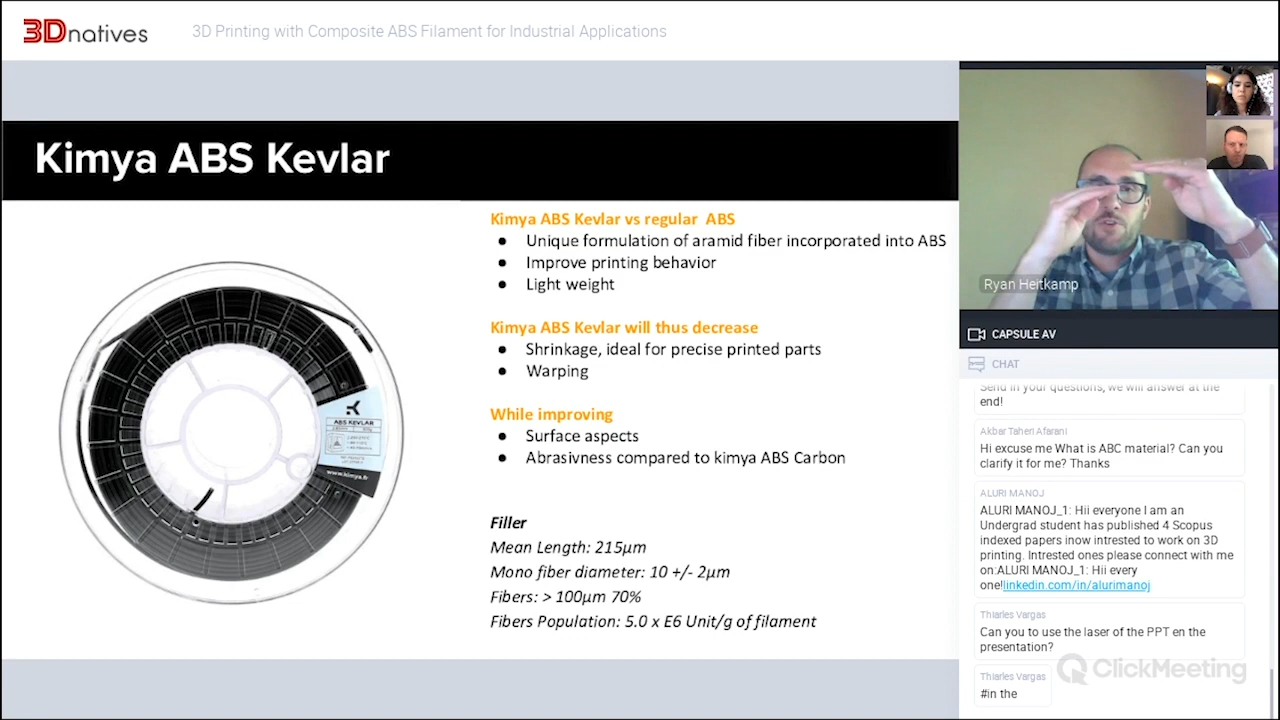 3Dnatives
3D Printing with Composite ABS Filament for Industrial Applications
Kimya ABS Kevlar
Kimya ABS Kevlar vs regular ABS
● Unique formulation of aramid fiber incorporated into ABS
● Improve printing behavior
● Light weight
Kimya ABS Kevlar will thus decrease
● Shrinkage, ideal for precise printed parts
● Warping
While improving
● Surface aspects
● Abrasivness compared to kimya ABS Carbon
Filler
Mean Length: 215µm
Mono fiber diameter: 10 +/- 2µm
Fibers: > 100µm 70%
Fibers Population: 5.0 x E6 Unit/g of filament
ABS KEVLAR
www.kimya.fr
Ryan Heitkamp
CAPSULE AV
CHAT
Send in your questions, we will answer at the
end!
Akbar Taheri Afarani
Hi excuse me What is ABC material? Can you
clarify it for me? Thanks
ALURI MANOJ
ALURI MANOJ_1: Hii everyone I am an
Undergrad student has published 4 Scopus
indexed papers inow intrested to work on 3D
printing. Intrested ones please connect with me
on:ALURI MANOJ_1: Hii every
one!linkedin.com/in/alurimanoj
Thiarles Vargas
Can you to use the laser of the PPT en the
presentation?
Thiarles Vargas
#in the
ClickMeeting